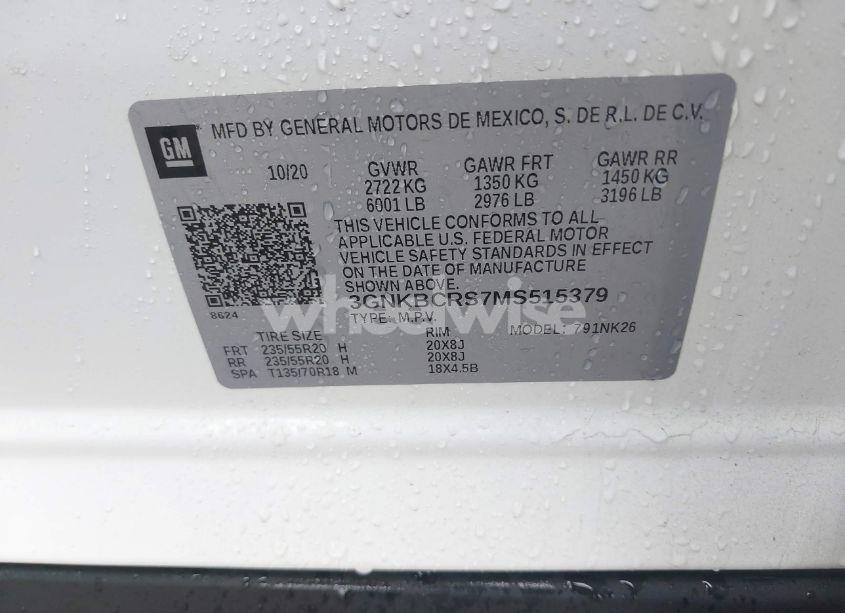 GM
MFD BY GENERAL MOTORS DE MEXICO, S. DE R.L. DE C.V.
10/20 GVWR GAWR FRT GAWR RR
2722 KG 1350 KG 1450 KG
6001 LB 2976 LB 3196 LB
THIS VEHICLE CONFORMS TO ALL
APPLICABLE U.S. FEDERAL MOTOR
VEHICLE SAFETY STANDARDS IN EFFECT
ON THE DATE OF MANUFACTURE
SHOWN ABOVE.
8624
3GNKBCRS7MS515379
wheelwise
TYPE: M.P.V. MODEL: 791NK26
TIRE SIZE RIM
FRT 235/55R20 H 20X8J
RR 235/55R20 H 20X8J
SPA T135/70R18 M 18X4.5B